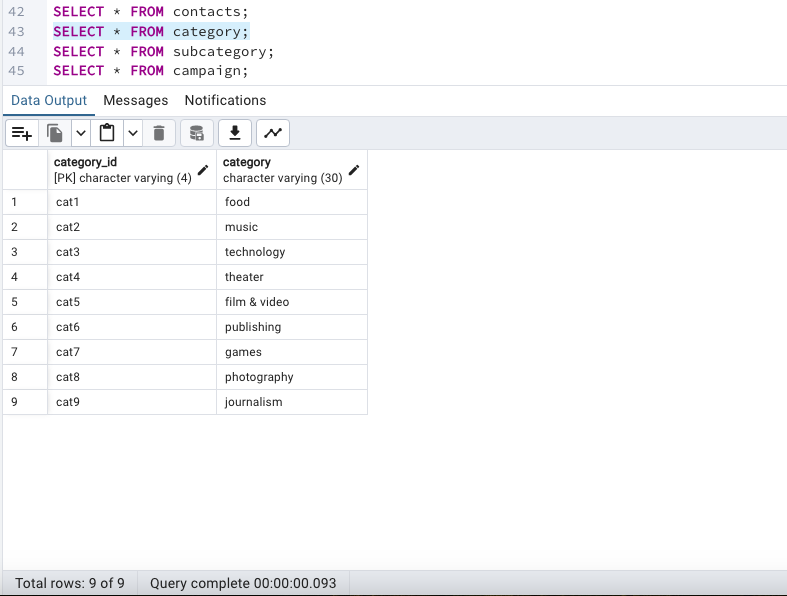 42 SELECT * FROM contacts;
43 SELECT * FROM category;
44 SELECT * FROM subcategory;
45 SELECT * FROM campaign;
Data Output Messages Notifications
category_id category
[PK] character varying (4) character varying (30)
1 cat1 food
2 cat2 music
3 cat3 technology
4 cat4 theater
5 cat5 film & video
6 cat6 publishing
7 cat7 games
8 cat8 photography
9 cat9 journalism
Total rows: 9 of 9 Query complete 00:00:00.093